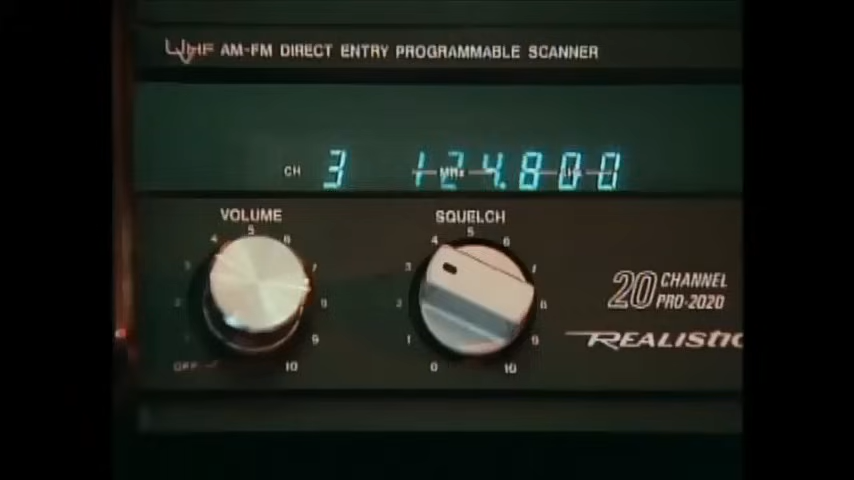 UHF AM-FM DIRECT ENTRY PROGRAMMABLE SCANNER
CH 3 124.800
MHz
VOLUME
SQUELCH
4 5 6
3 7
2 8
1 9
OFF 10
4 5 6
3 7
2 8
1 9
0 10
20 CHANNEL
PRO-2020
REALISTIC